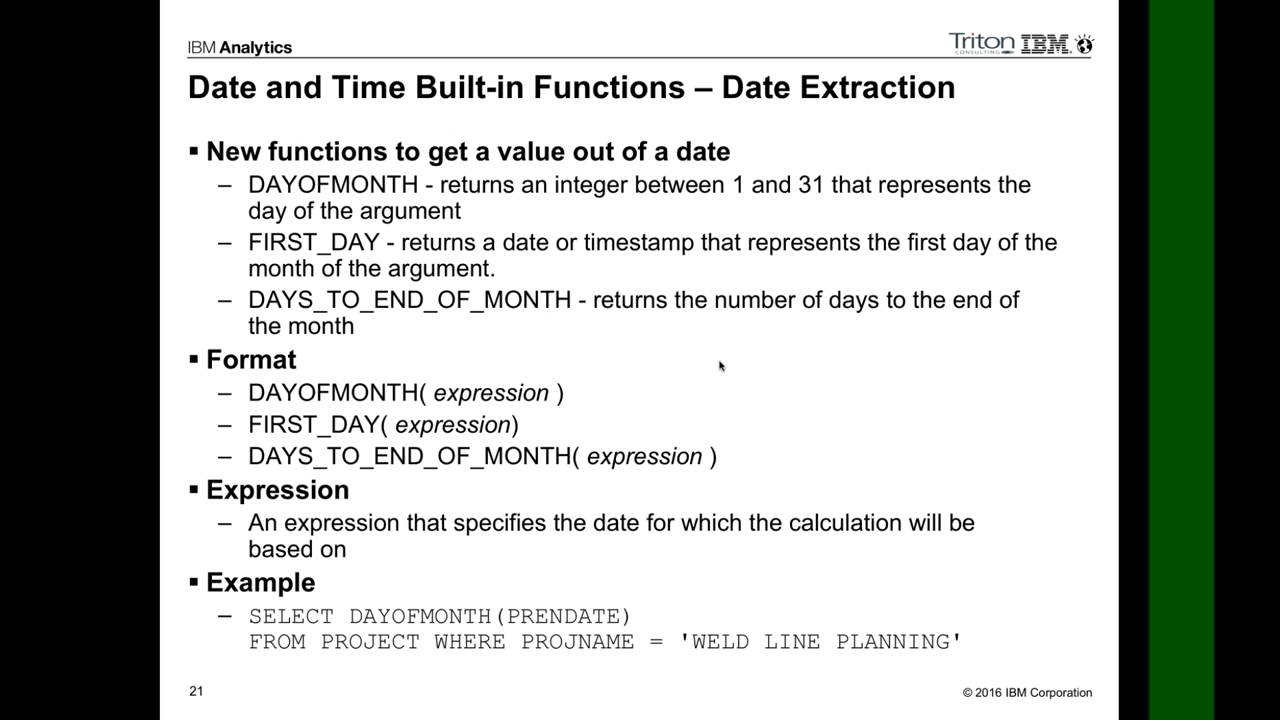 IBM Analytics
Triton IBM
CONSULTING
Date and Time Built-in Functions – Date Extraction
▪ New functions to get a value out of a date
– DAYOFMONTH - returns an integer between 1 and 31 that represents the
day of the argument
– FIRST_DAY - returns a date or timestamp that represents the first day of the
month of the argument.
– DAYS_TO_END_OF_MONTH - returns the number of days to the end of
the month
▪ Format
– DAYOFMONTH( expression )
– FIRST_DAY( expression)
– DAYS_TO_END_OF_MONTH( expression )
▪ Expression
– An expression that specifies the date for which the calculation will be
based on
▪ Example
– SELECT DAYOFMONTH(PRENDATE)
FROM PROJECT WHERE PROJNAME = 'WELD LINE PLANNING'
21
© 2016 IBM Corporation